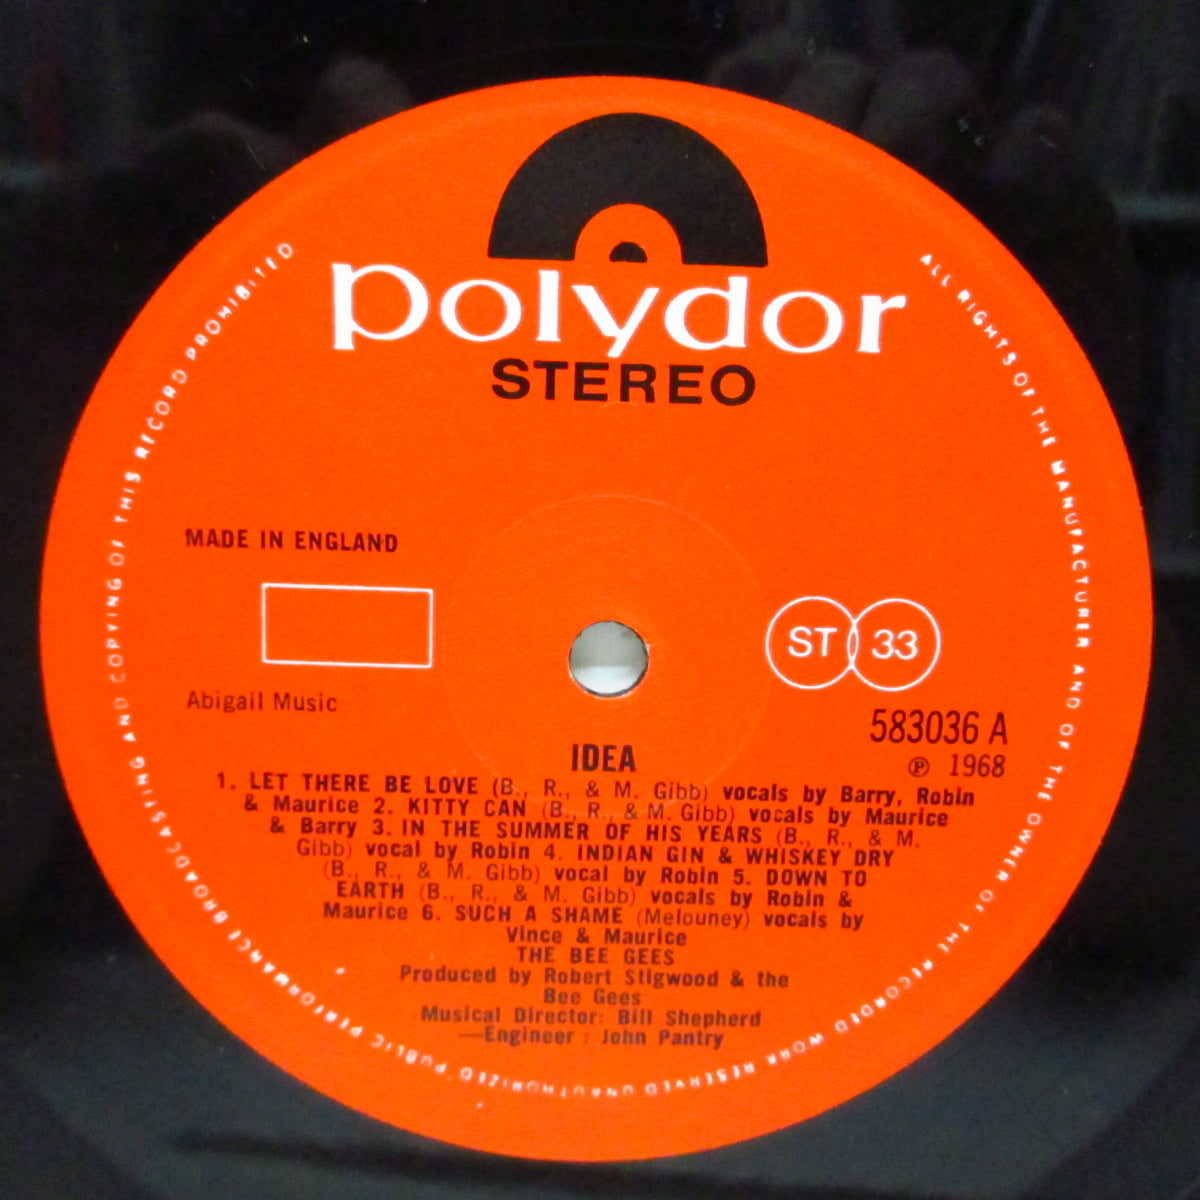 polydor
STEREO
ALL RIGHTS OF THE MANUFACTURER AND OF THE OWNER OF THE RECORDED WORK RESERVED UNAUTHORIZED PUBLIC PERFORMANCE BROADCASTING AND COPYING OF THIS RECORD PROHIBITED
MADE IN ENGLAND
ST 33
Abigail Music
583036 A
℗ 1968
IDEA
1. LET THERE BE LOVE (B., R., & M. Gibb) vocals by Barry, Robin
& Maurice 2. KITTY CAN (B., R., & M. Gibb) vocals by Maurice
& Barry 3. IN THE SUMMER OF HIS YEARS (B., R., & M.
Gibb) vocal by Robin 4. INDIAN GIN & WHISKEY DRY
(B., R., & M. Gibb) vocal by Robin 5. DOWN TO
EARTH (B., R., & M. Gibb) vocals by Robin &
Maurice 6. SUCH A SHAME (Melouney) vocals by
Vince & Maurice
THE BEE GEES
Produced by Robert Stigwood & the
Bee Gees
Musical Director: Bill Shepherd
—Engineer : John Pantry